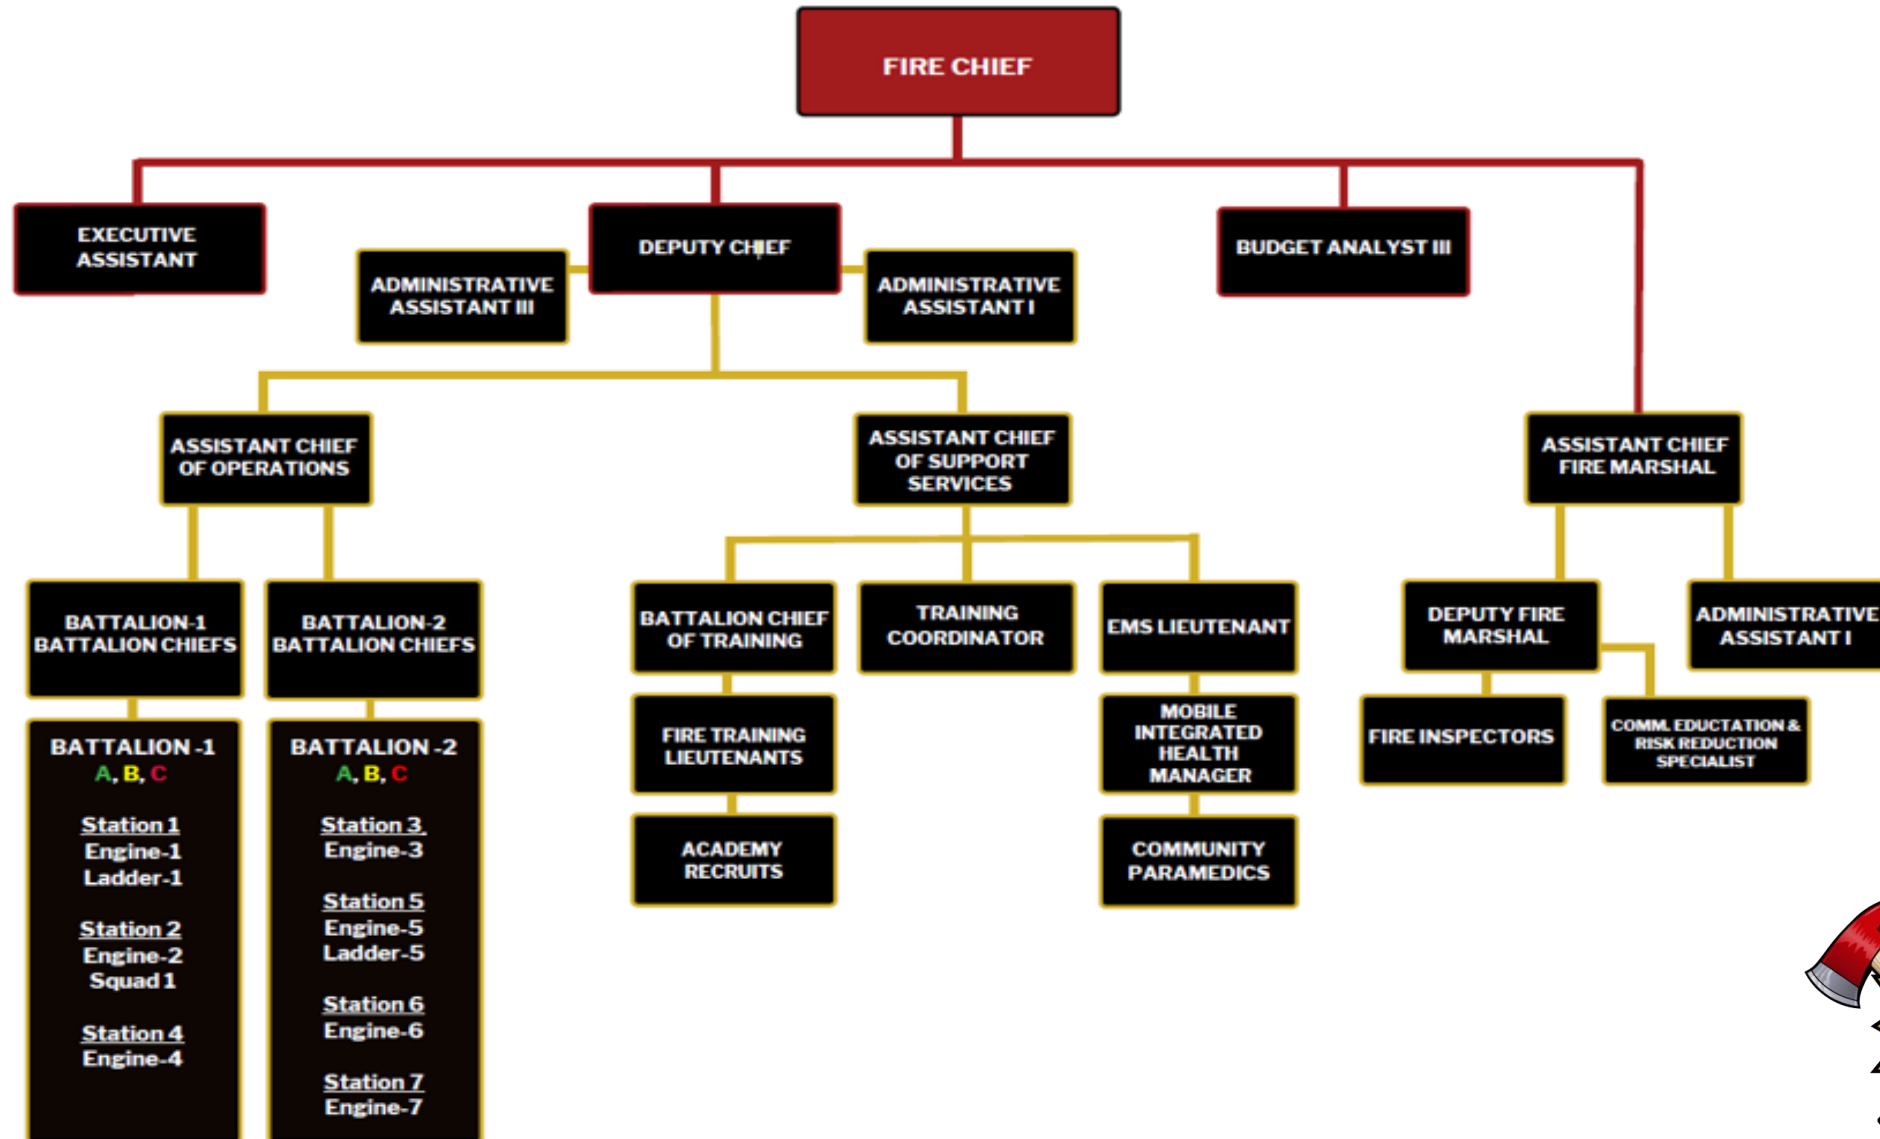 FIRE CHIEF
EXECUTIVE
ASSISTANT
DEPUTY CHIEF
BUDGET ANALYST III
ADMINISTRATIVE
ASSISTANT III
ADMINISTRATIVE
ASSISTANT I
ASSISTANT CHIEF
OF OPERATIONS
ASSISTANT CHIEF
OF SUPPORT
SERVICES
ASSISTANT CHIEF
FIRE MARSHAL
BATTALION-1
BATTALION CHIEFS
BATTALION-2
BATTALION CHIEFS
BATTALION CHIEF
OF TRAINING
TRAINING
COORDINATOR
EMS LIEUTENANT
DEPUTY FIRE
MARSHAL
ADMINISTRATIVE
ASSISTANT I
BATTALION -1
A, B, C
Station 1
Engine-1
Ladder-1
Station 2
Engine-2
Squad 1
Station 4
Engine-4
BATTALION -2
A, B, C
Station 3
Engine-3
Station 5
Engine-5
Ladder-5
Station 6
Engine-6
Station 7
Engine-7
FIRE TRAINING
LIEUTENANTS
MOBILE
INTEGRATED
HEALTH
MANAGER
FIRE INSPECTORS
COMM. EDUCTATION &
RISK REDUCTION
SPECIALIST
ACADEMY
RECRUITS
COMMUNITY
PARAMEDICS